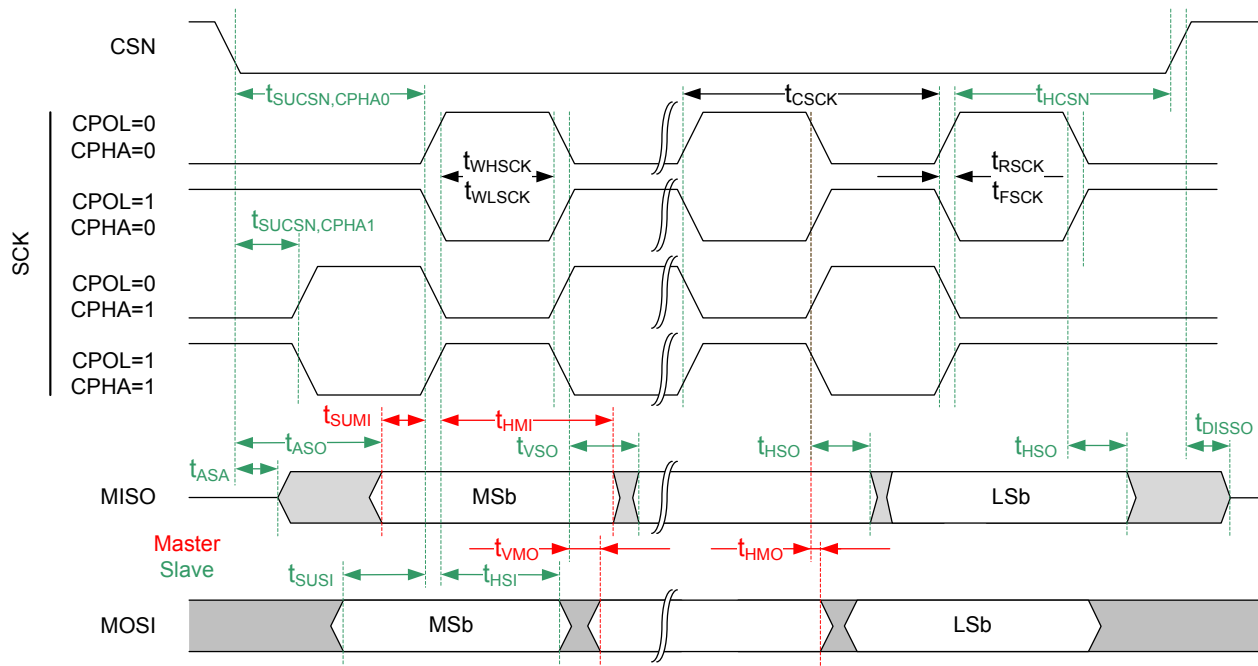 CSN
tSUCSN,CPHA0
tCSCK
tHCSN
SCK
CPOL=0
CPHA=0
tWHSCK
tWLSCK
tRSCK
tFSCK
CPOL=1
CPHA=0
tSUCSN,CPHA1
CPOL=0
CPHA=1
CPOL=1
CPHA=1
tSUMI
tHMI
tASO
tVSO
tHSO
tHSO
tDISSO
tASA
MISO
MSb
LSb
Master
Slave
tVMO
tHMO
tSUSI
tHSI
MOSI
MSb
LSb